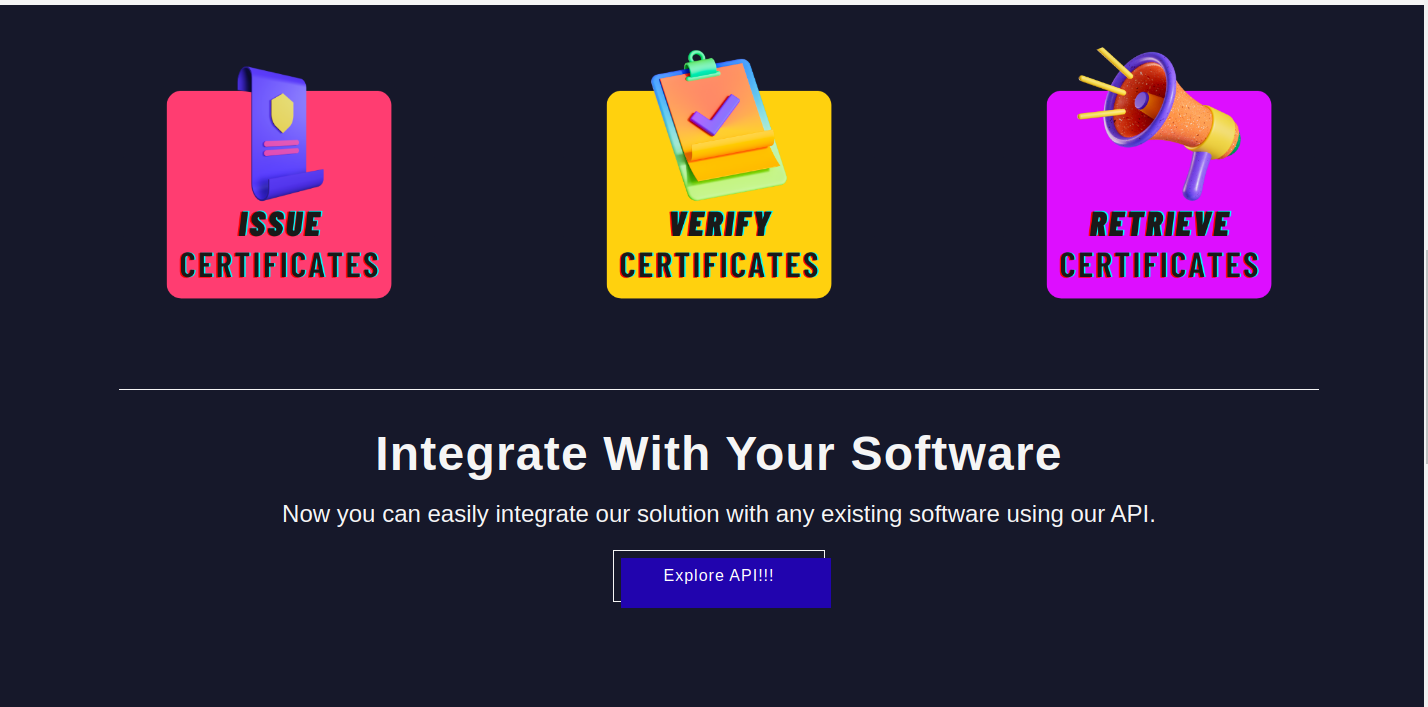 ISSUE
CERTIFICATES
VERIFY
CERTIFICATES
RETRIEVE
CERTIFICATES
Integrate With Your Software
Now you can easily integrate our solution with any existing software using our API.
Explore API!!!